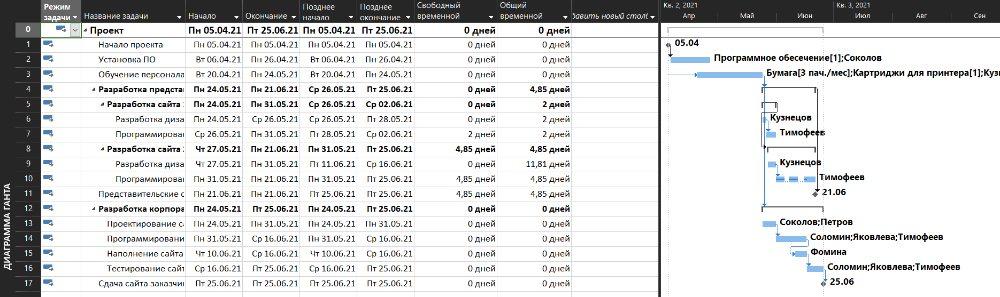 Режим задачи Название задачи Начало Окончание Позднее начало Позднее окончание Свободный временной Общий временной бавить новый столб Кв. 2, 2021 Кв. 3, 2021
Апр Май Июн Июл Авг Сен
0 Проект Пн 05.04.21 Пт 25.06.21 Пн 05.04.21 Пт 25.06.21 0 дней 0 дней
1 Начало проекта Пн 05.04.21 Пн 05.04.21 Пн 05.04.21 Пн 05.04.21 0 дней 0 дней 05.04
2 Установка ПО Вт 06.04.21 Пн 26.04.21 Вт 06.04.21 Пн 26.04.21 0 дней 0 дней Программное обесечение[1];Соколов
3 Обучение персонала Вт 20.04.21 Пн 24.05.21 Вт 20.04.21 Пн 24.05.21 0 дней 0 дней Бумага[3 пач./мес];Картриджи для принтера[1];Кузн
4 Разработка предста Пн 24.05.21 Пн 21.06.21 Ср 26.05.21 Пт 25.06.21 0 дней 4,85 дней
5 Разработка сайта Пн 24.05.21 Пн 31.05.21 Ср 26.05.21 Ср 02.06.21 0 дней 2 дней
6 Разработка диза Пн 24.05.21 Ср 26.05.21 Ср 26.05.21 Пт 28.05.21 0 дней 2 дней Кузнецов
7 Программирован Ср 26.05.21 Пн 31.05.21 Пт 28.05.21 Ср 02.06.21 2 дней 2 дней Тимофеев
8 Разработка сайта Чт 27.05.21 Пн 21.06.21 Пн 31.05.21 Пт 25.06.21 4,85 дней 4,85 дней
9 Разработка диза Чт 27.05.21 Пн 31.05.21 Пт 11.06.21 Ср 16.06.21 0 дней 11,81 дней Кузнецов
10 Программирован Пн 31.05.21 Пн 21.06.21 Пн 31.05.21 Пт 25.06.21 4,85 дней 4,85 дней Тимофеев
11 Представительские с Пн 21.06.21 Пн 21.06.21 Пт 25.06.21 Пт 25.06.21 4,85 дней 4,85 дней 21.06
12 Разработка корпора Пн 24.05.21 Пт 25.06.21 Пн 24.05.21 Пт 25.06.21 0 дней 0 дней
13 Проектирование са Пн 24.05.21 Пн 31.05.21 Пн 24.05.21 Пн 31.05.21 0 дней 0 дней Соколов;Петров
14 Программировани Пн 31.05.21 Ср 16.06.21 Пн 31.05.21 Ср 16.06.21 0 дней 0 дней Соломин;Яковлева;Тимофеев
15 Наполнение сайта Чт 10.06.21 Ср 16.06.21 Чт 10.06.21 Ср 16.06.21 0 дней 0 дней Фомина
16 Тестирование сайт Ср 16.06.21 Пт 25.06.21 Ср 16.06.21 Пт 25.06.21 0 дней 0 дней Соломин;Яковлева;Тимофеев
17 Сдача сайта заказчик Пт 25.06.21 Пт 25.06.21 Пт 25.06.21 Пт 25.06.21 0 дней 0 дней 25.06
ДИАГРАММА ГАНТА